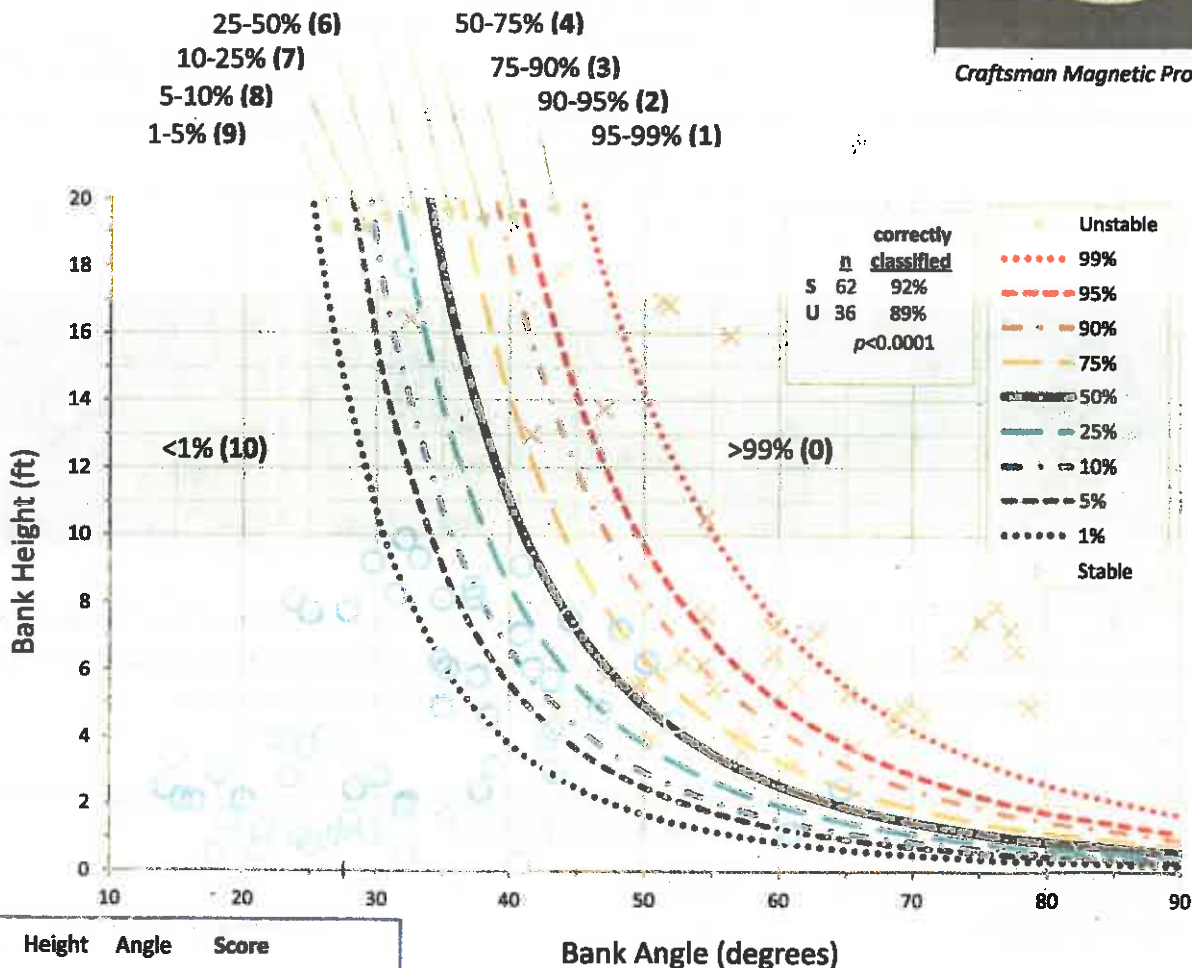 25-50% (6)
50-75% (4)
10-25% (7)
75-90% (3)
5-10% (8)
90-95% (2)
1-5% (9)
95-99% (1)
Craftsman Magnetic Pro
20
18
16
14
12
10
8
6
4
2
0
Bank Height (ft)
<1% (10)
>99% (0)
correctly
n classified
S 62 92%
U 36 89%
p<0.0001
Unstable
99%
95%
90%
75%
50%
25%
10%
5%
1%
Stable
10 20 30 40 50 60 70 80 90
Bank Angle (degrees)
Height Angle Score